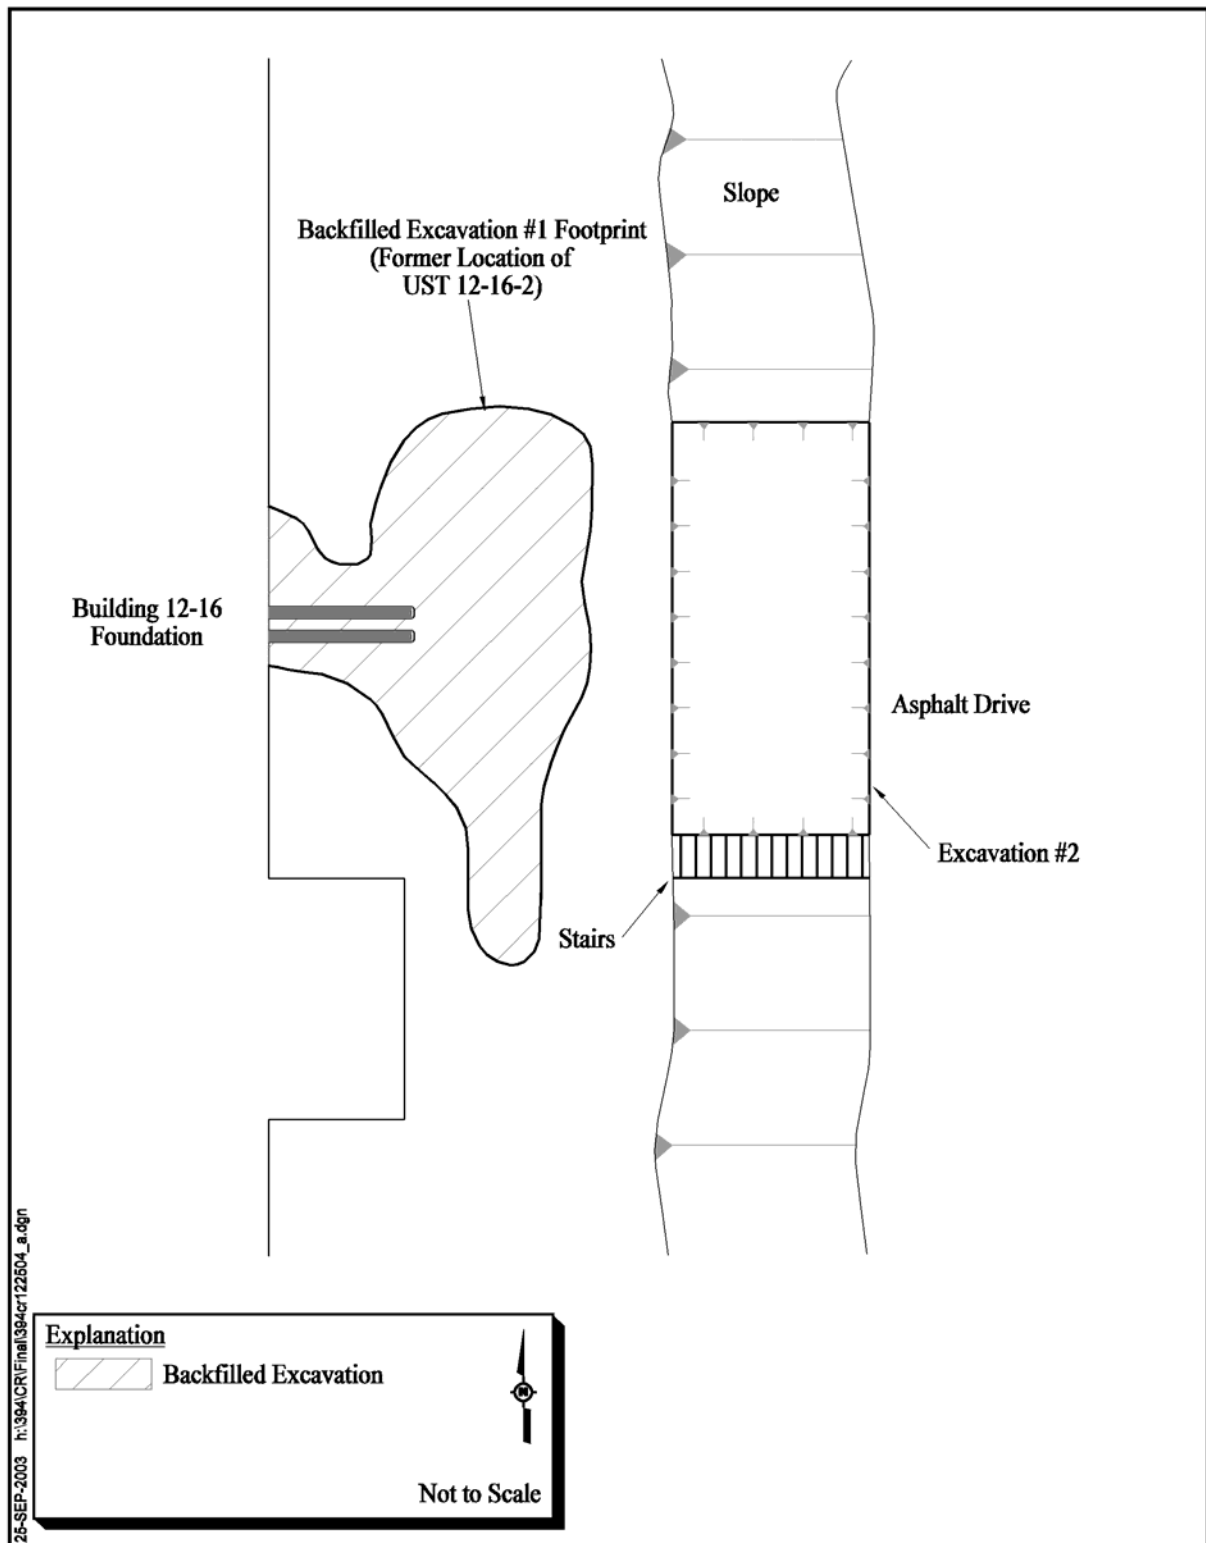 Slope
Backfilled Excavation #1 Footprint
(Former Location of
UST 12-16-2)
Building 12-16
Foundation
Asphalt Drive
Excavation #2
Stairs
25-SEP-2003 h:\394\CR\Final\394cr122504_a.dgn
Explanation
Backfilled Excavation
N
Not to Scale